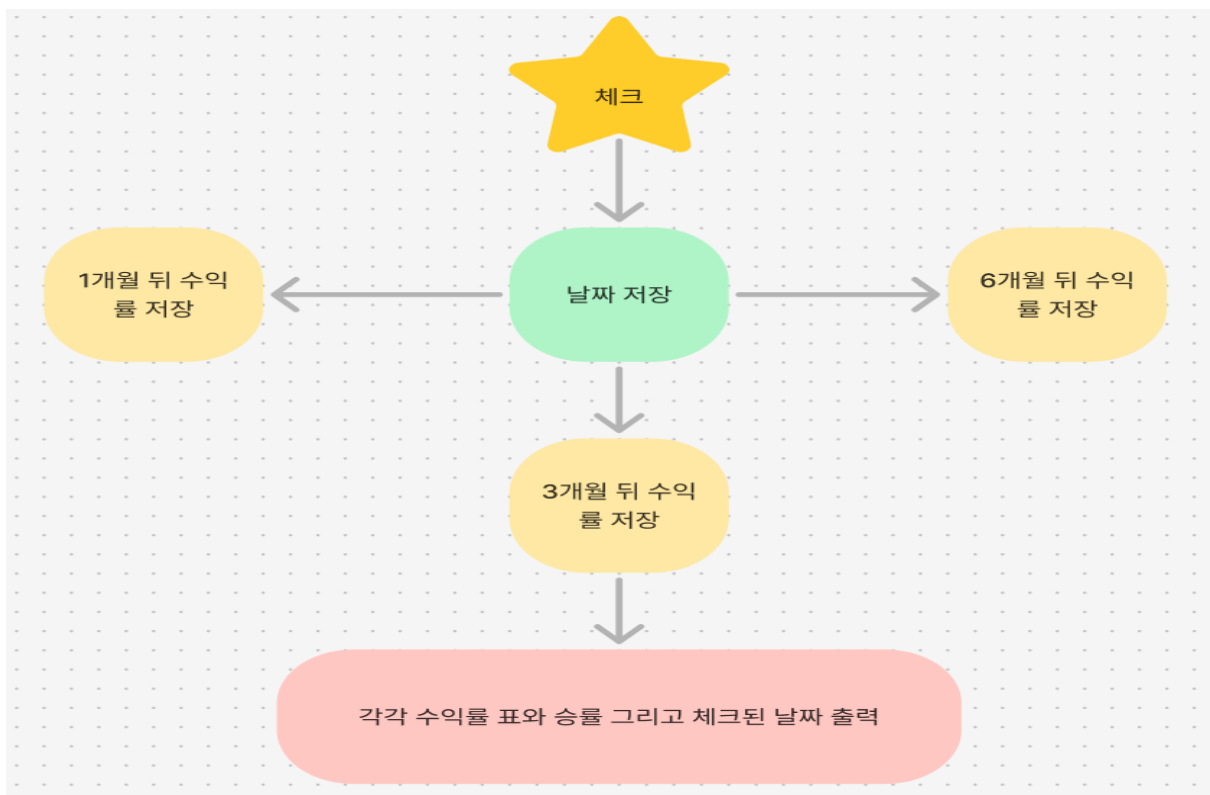 체크
1개월 뒤 수익
률 저장
날짜 저장
6개월 뒤 수익
률 저장
3개월 뒤 수익
률 저장
각각 수익률 표와 승률 그리고 체크된 날짜 출력